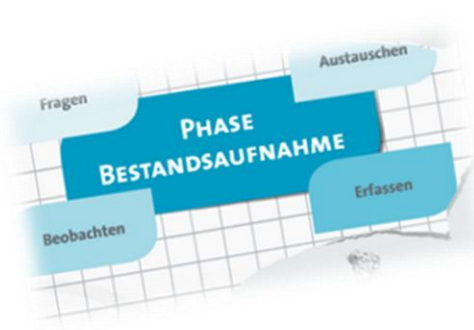 Austauschen
Fragen
PHASE
BESTANDSAUFNAHME
Erfassen
Beobachten